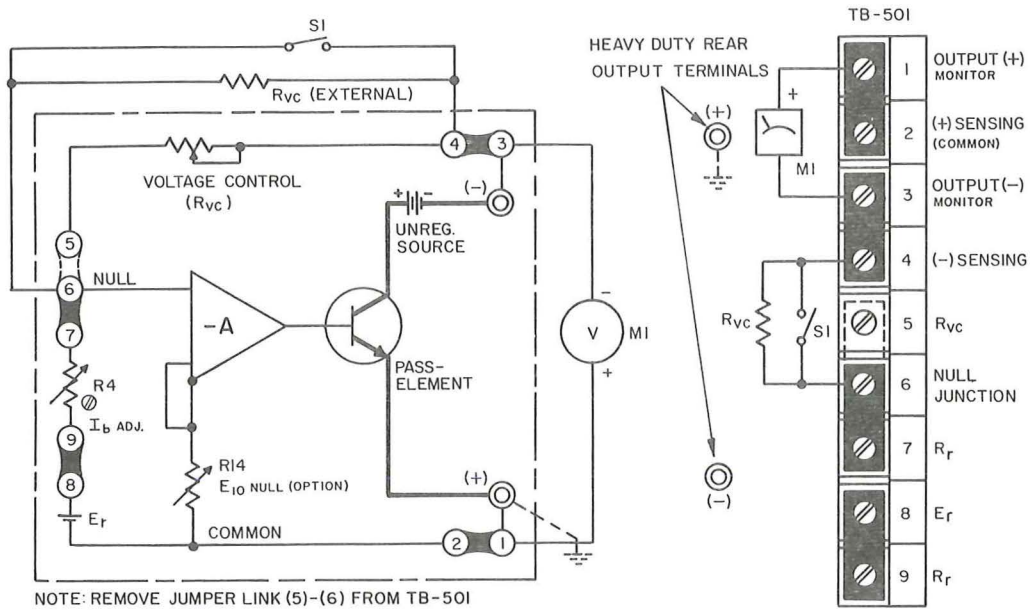 S1
RVC (EXTERNAL)
4
3
VOLTAGE CONTROL
(RVC)
(-)
+ -
UNREG.
SOURCE
5
6
NULL
7
-A
PASS-
ELEMENT
-
V
M1
+
R4
Ib ADJ.
9
8
Er
R14
E10 NULL (OPTION)
(+)
COMMON
2
1
NOTE: REMOVE JUMPER LINK (5)-(6) FROM TB-501
HEAVY DUTY REAR
OUTPUT TERMINALS
(+)
(-)
+
M1
RVC
S1
TB-501
1
OUTPUT (+)
MONITOR
2
(+) SENSING
(COMMON)
3
OUTPUT (-)
MONITOR
4
(-) SENSING
5
RVC
6
NULL
JUNCTION
7
Rr
8
Er
9
Rr